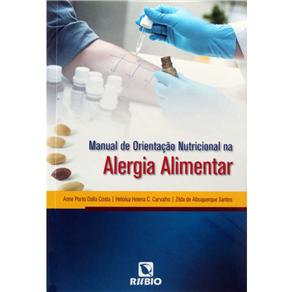 Manual de Orientação Nutricional na
Alergia Alimentar
Anne Porto Dalla Costa | Heloisa Helena C. Carvalho | Zilda de Albuquerque Santos
RUBIO